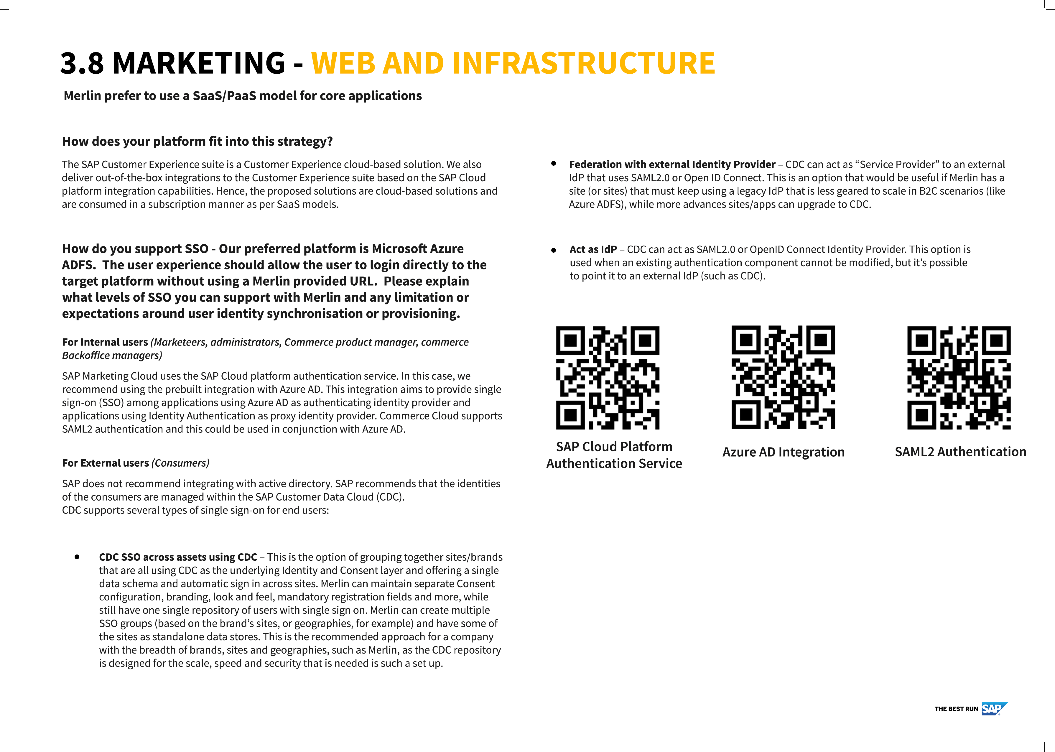 3.8 MARKETING - WEB AND INFRASTRUCTURE
Merlin prefer to use a SaaS/PaaS model for core applications
How does your platform fit into this strategy?
The SAP Customer Experience suite is a Customer Experience cloud-based solution. We also
deliver out-of-the-box integrations to the Customer Experience suite based on the SAP Cloud
platform integration capabilities. Hence, the proposed solutions are cloud-based solutions and
are consumed in a subscription manner as per SaaS models.
How do you support SSO - Our preferred platform is Microsoft Azure
ADFS.  The user experience should allow the user to login directly to the
target platform without using a Merlin provided URL.  Please explain
what levels of SSO you can support with Merlin and any limitation or
expectations around user identity synchronisation or provisioning.
For Internal users (Marketeers, administrators, Commerce product manager, commerce
Backoffice managers)
SAP Marketing Cloud uses the SAP Cloud platform authentication service. In this case, we
recommend using the prebuilt integration with Azure AD. This integration aims to provide single
sign-on (SSO) among applications using Azure AD as authenticating identity provider and
applications using Identity Authentication as proxy identity provider. Commerce Cloud supports
SAML2 authentication and this could be used in conjunction with Azure AD.
For External users (Consumers)
SAP does not recommend integrating with active directory. SAP recommends that the identities
of the consumers are managed within the SAP Customer Data Cloud (CDC).
CDC supports several types of single sign-on for end users:
• CDC SSO across assets using CDC – This is the option of grouping together sites/brands
that are all using CDC as the underlying Identity and Consent layer and offering a single
data schema and automatic sign in across sites. Merlin can maintain separate Consent
configuration, branding, look and feel, mandatory registration fields and more, while
still have one single repository of users with single sign on. Merlin can create multiple
SSO groups (based on the brand's sites, or geographies, for example) and have some of
the sites as standalone data stores. This is the recommended approach for a company
with the breadth of brands, sites and geographies, such as Merlin, as the CDC repository
is designed for the scale, speed and security that is needed is such a set up.
• Federation with external Identity Provider – CDC can act as “Service Provider” to an external
IdP that uses SAML2.0 or Open ID Connect. This is an option that would be useful if Merlin has a
site (or sites) that must keep using a legacy IdP that is less geared to scale in B2C scenarios (like
Azure ADFS), while more advances sites/apps can upgrade to CDC.
• Act as IdP – CDC can act as SAML2.0 or OpenID Connect Identity Provider. This option is
used when an existing authentication component cannot be modified, but it's possible
to point it to an external IdP (such as CDC).
SAP Cloud Platform
Authentication Service
Azure AD Integration
SAML2 Authentication
THE BEST RUN SAP